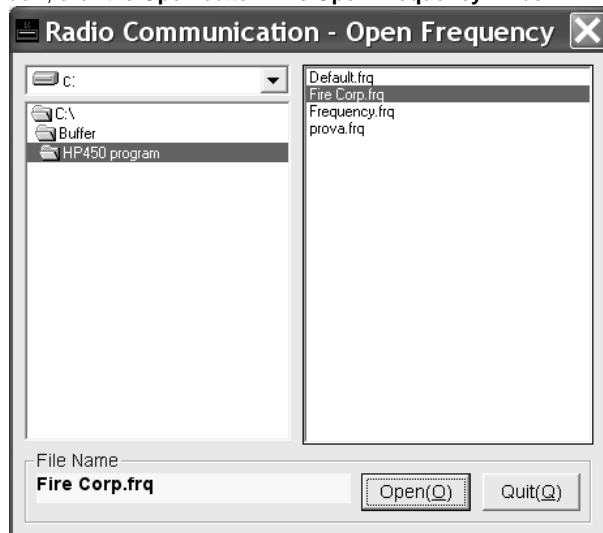 Radio Communication - Open Frequency
c:
C:\
Buffer
HP450 program
Default.frq
Fire Corp.frq
Frequency.frq
prova.frq
File Name
Fire Corp.frq
Open(O)
Quit(Q)